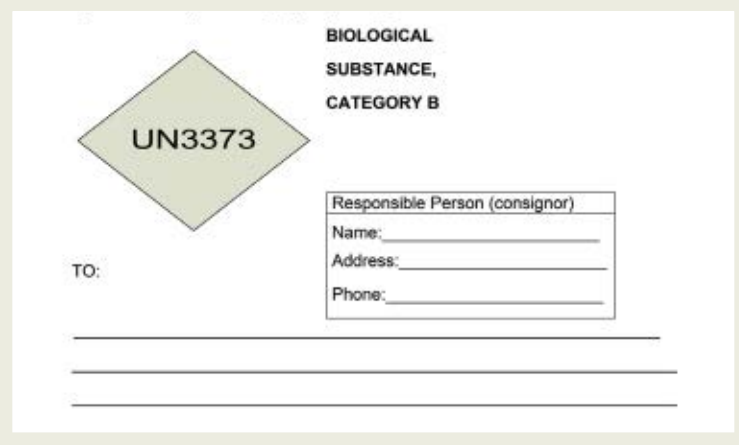 BIOLOGICAL
SUBSTANCE,
CATEGORY B
UN3373
Responsible Person (consignor)
Name:
Address:
Phone:
TO: